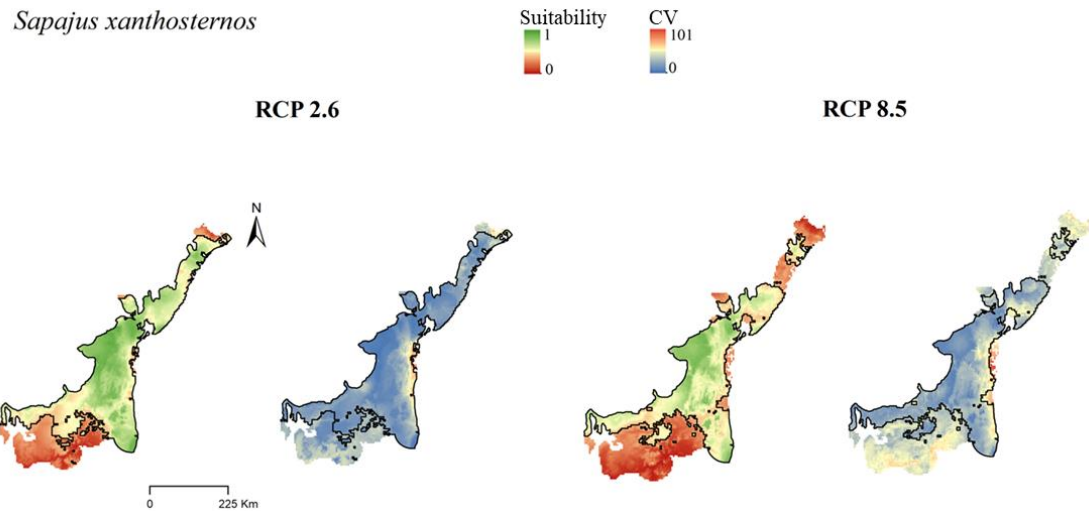 Sapajus xanthosternos
Suitability
1
0
CV
101
0
RCP 2.6
RCP 8.5
N
0 225 Km